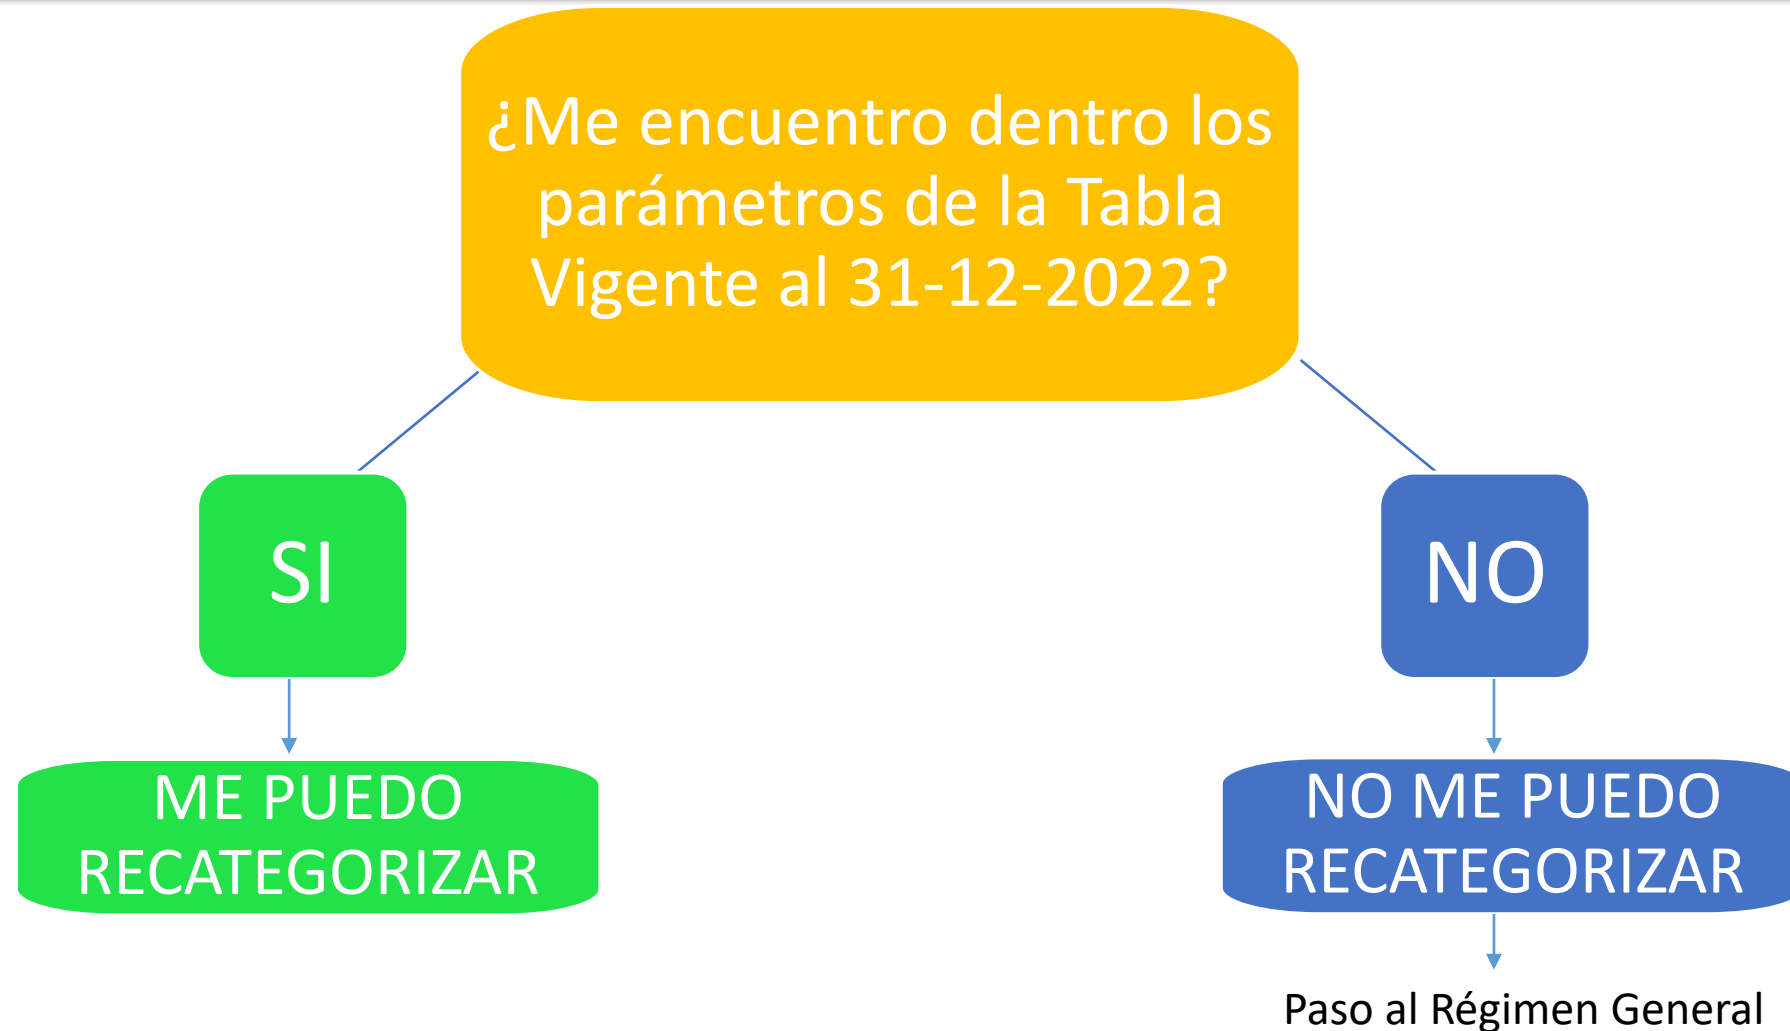 ¿Me encuentro dentro los
parámetros de la Tabla
Vigente al 31-12-2022?
SI
NO
ME PUEDO
RECATEGORIZAR
NO ME PUEDO
RECATEGORIZAR
Paso al Régimen General